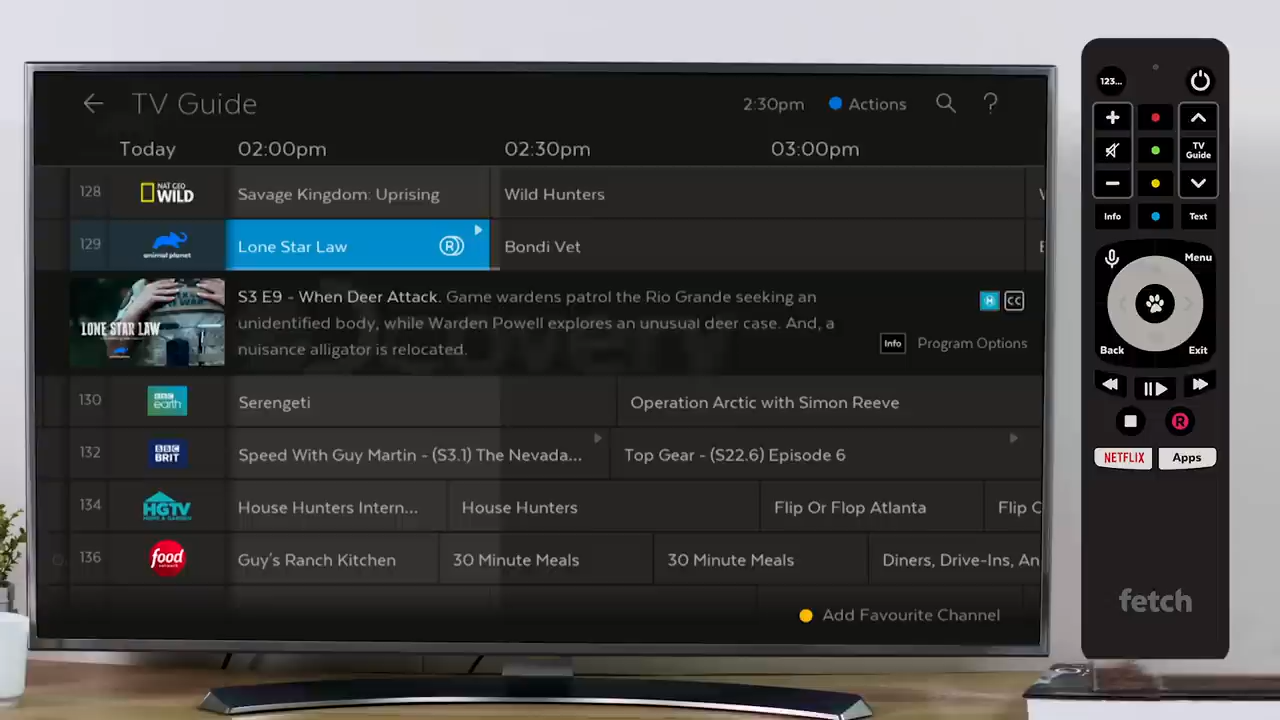 TV Guide
2:30pm Actions ?
Today 02:00pm 02:30pm 03:00pm
128 NAT GEO WILD Savage Kingdom: Uprising Wild Hunters
129 animal planet Lone Star Law R Bondi Vet
LONE STAR LAW
S3 E9 - When Deer Attack. Game wardens patrol the Rio Grande seeking an
unidentified body, while Warden Powell explores an unusual deer case. And, a
nuisance alligator is relocated.
H CC
Info Program Options
130 BBC earth Serengeti Operation Arctic with Simon Reeve
132 BBC BRIT Speed With Guy Martin - (S3.1) The Nevada... Top Gear - (S22.6) Episode 6
134 HGTV HOME & GARDEN House Hunters Intern... House Hunters Flip Or Flop Atlanta Flip C
136 food network Guy's Ranch Kitchen 30 Minute Meals 30 Minute Meals Diners, Drive-Ins, An
Add Favourite Channel
123...
+
TV Guide
−
Info Text
Menu
Back Exit
R
NETFLIX Apps
fetch